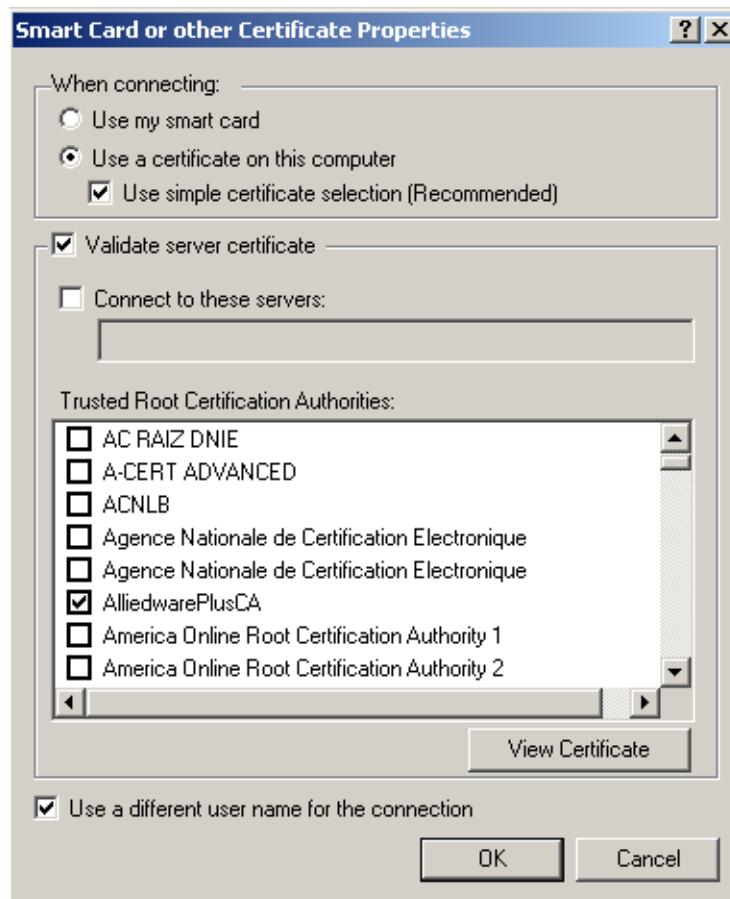 Smart Card or other Certificate Properties
When connecting:
Use my smart card
Use a certificate on this computer
Use simple certificate selection (Recommended)
Validate server certificate
Connect to these servers:
Trusted Root Certification Authorities:
AC RAIZ DNIE
A-CERT ADVANCED
ACNLB
Agence Nationale de Certification Electronique
Agence Nationale de Certification Electronique
AlliedwarePlusCA
America Online Root Certification Authority 1
America Online Root Certification Authority 2
View Certificate
Use a different user name for the connection
OK Cancel